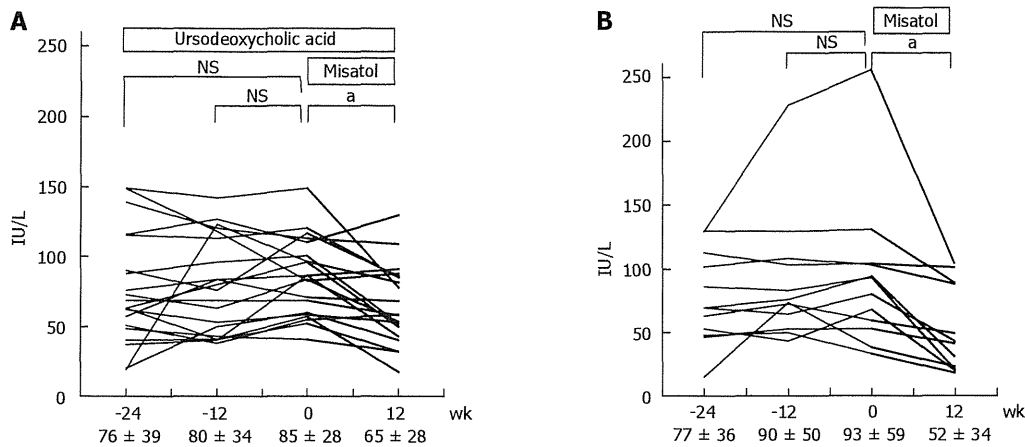 A
Ursodeoxycholic acid
NS
Misatol
NS
a
250
200
150
100
50
0
IU/L
-24
-12
0
12
wk
76 ± 39
80 ± 34
85 ± 28
65 ± 28
B
NS
Misatol
NS
a
250
200
150
100
50
0
IU/L
-24
-12
0
12
wk
77 ± 36
90 ± 50
93 ± 59
52 ± 34